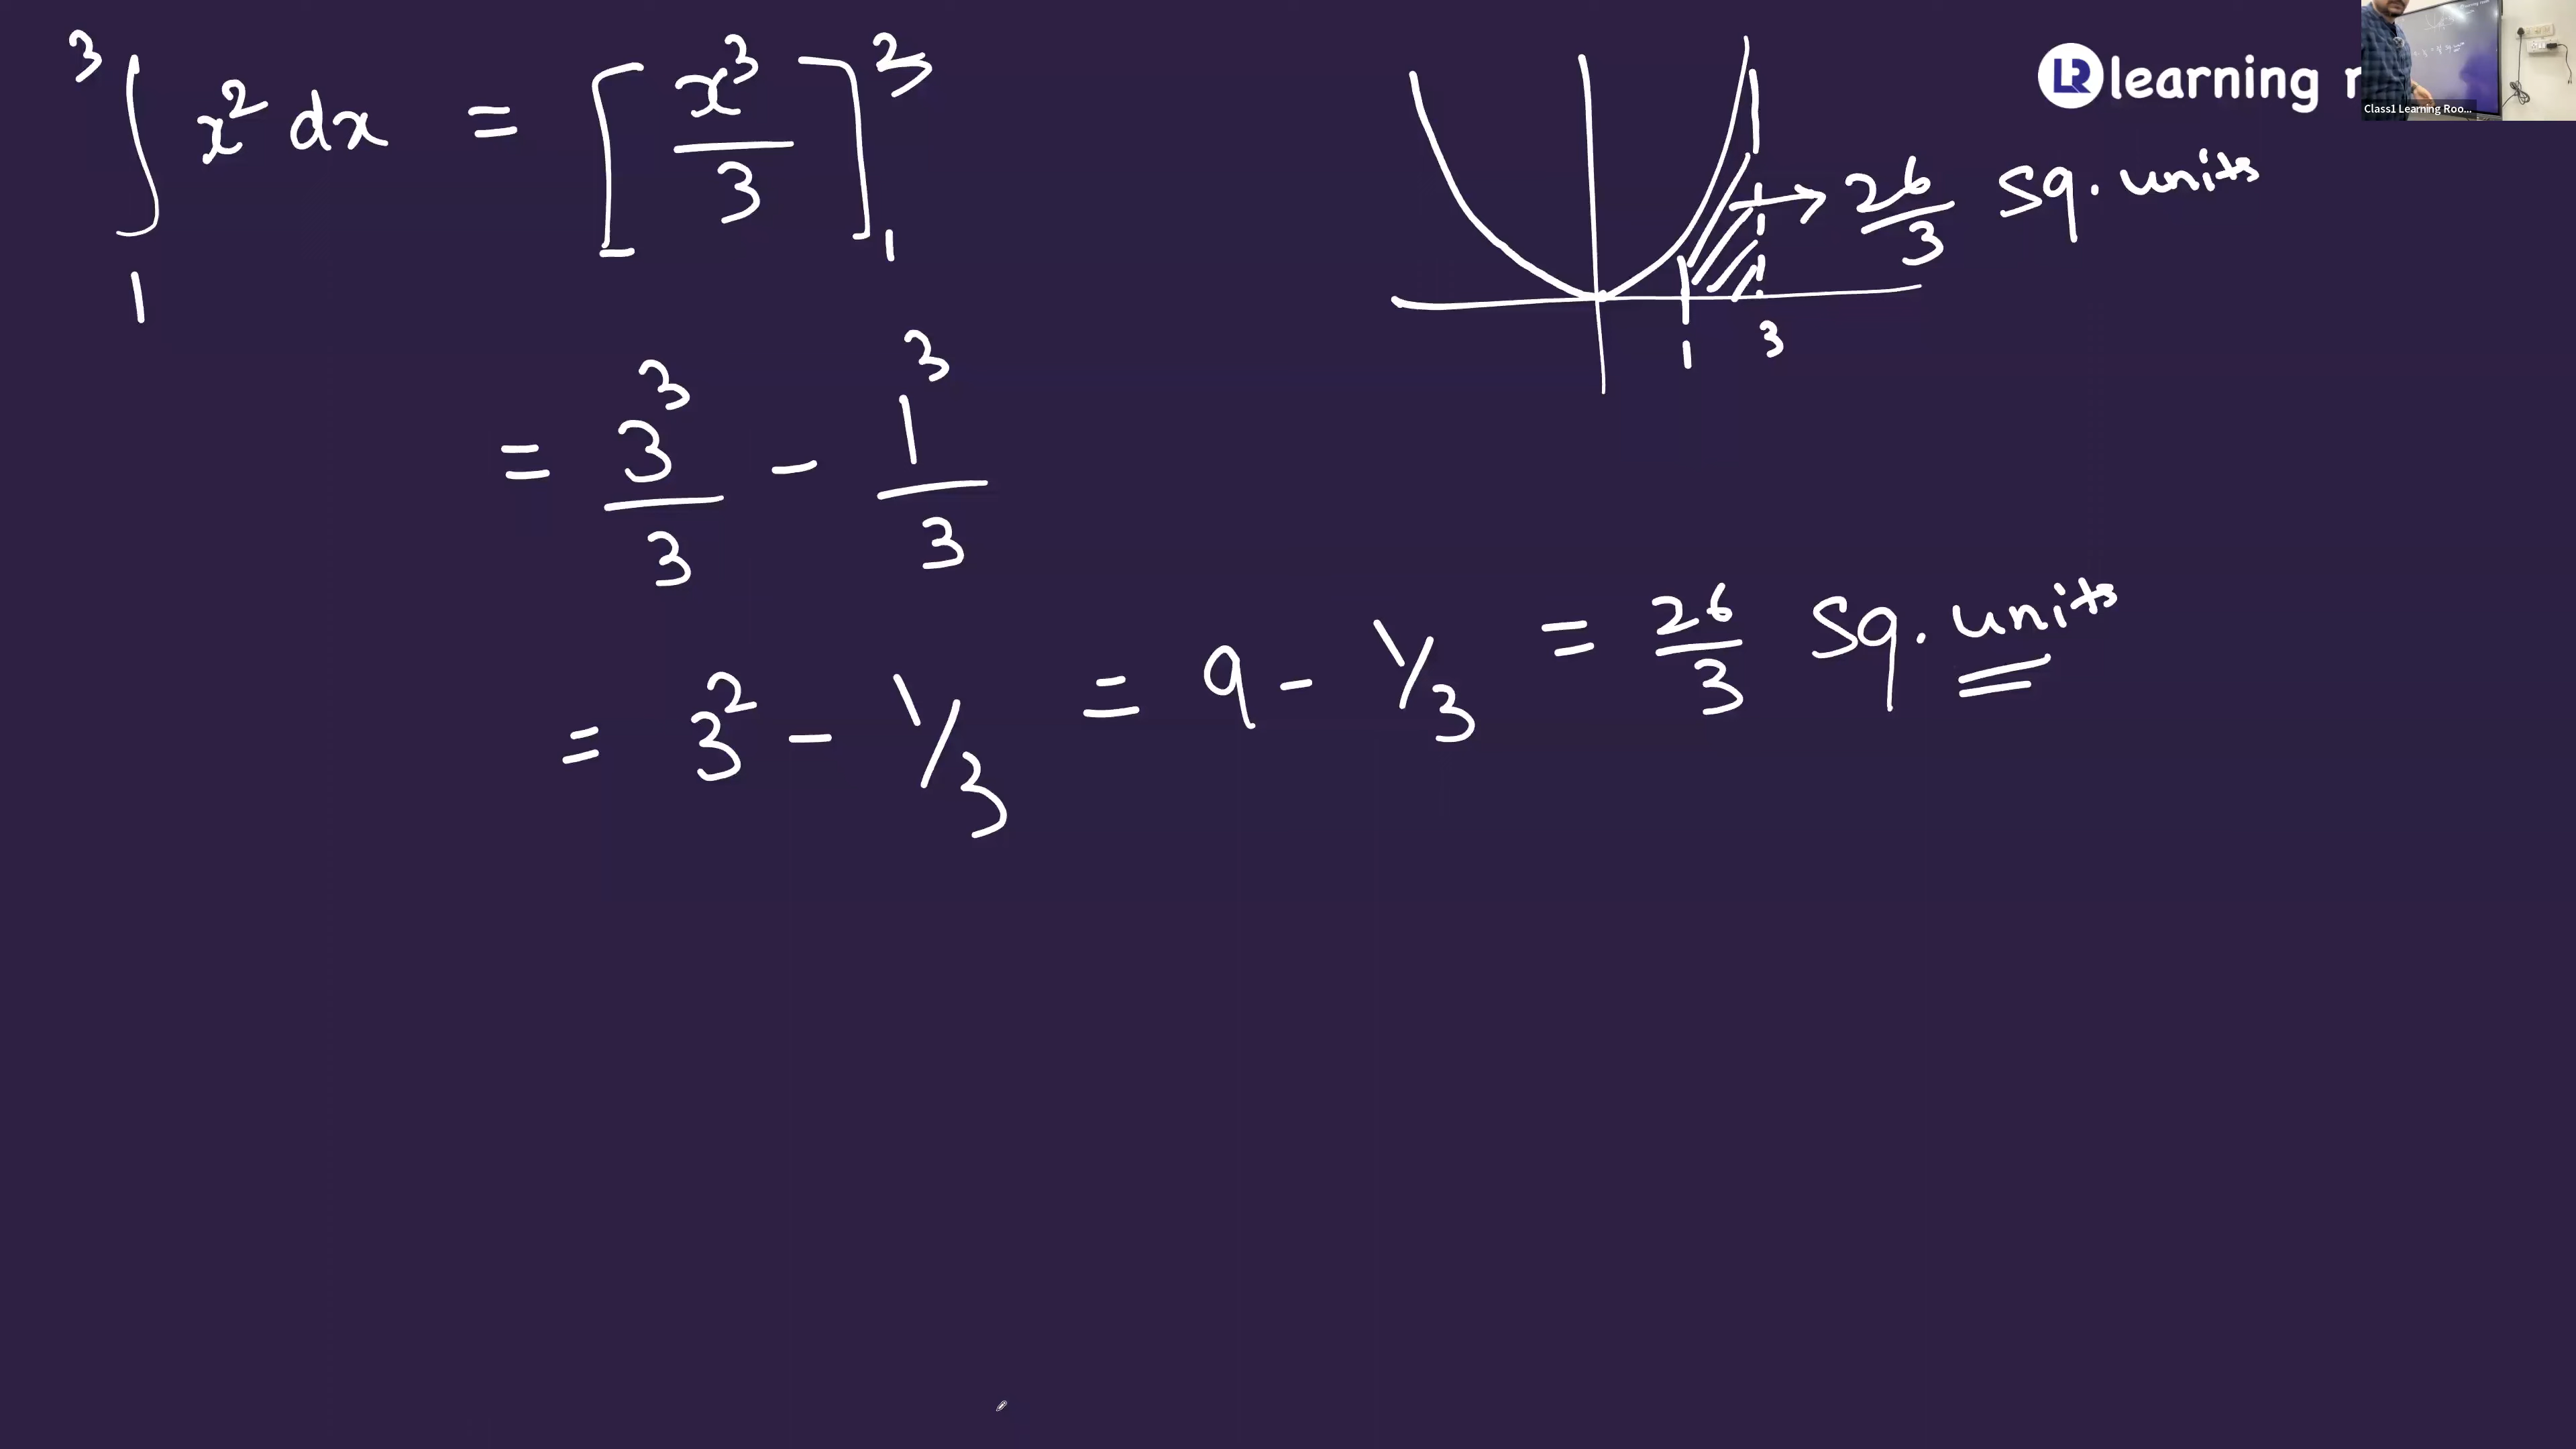 ∫₁³ x² dx = [x³/3]₁³
learning r
Class1 Learning Roo...
→ 26/3 sq. units
1 3
= 3³/3 - 1³/3
= 3² - 1/3 = 9 - 1/3 = 26/3 sq. units